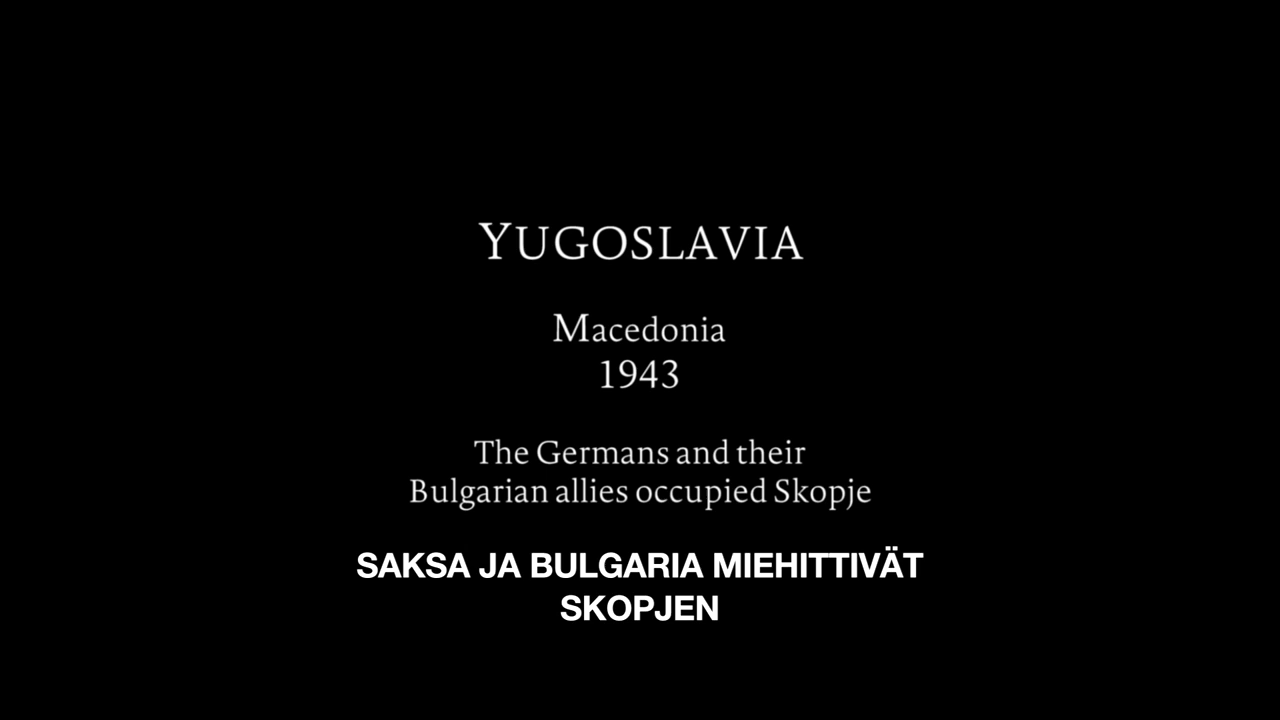 YUGOSLAVIA
Macedonia
1943
The Germans and their
Bulgarian allies occupied Skopje
SAKSA JA BULGARIA MIEHITTIVÄT
SKOPJEN